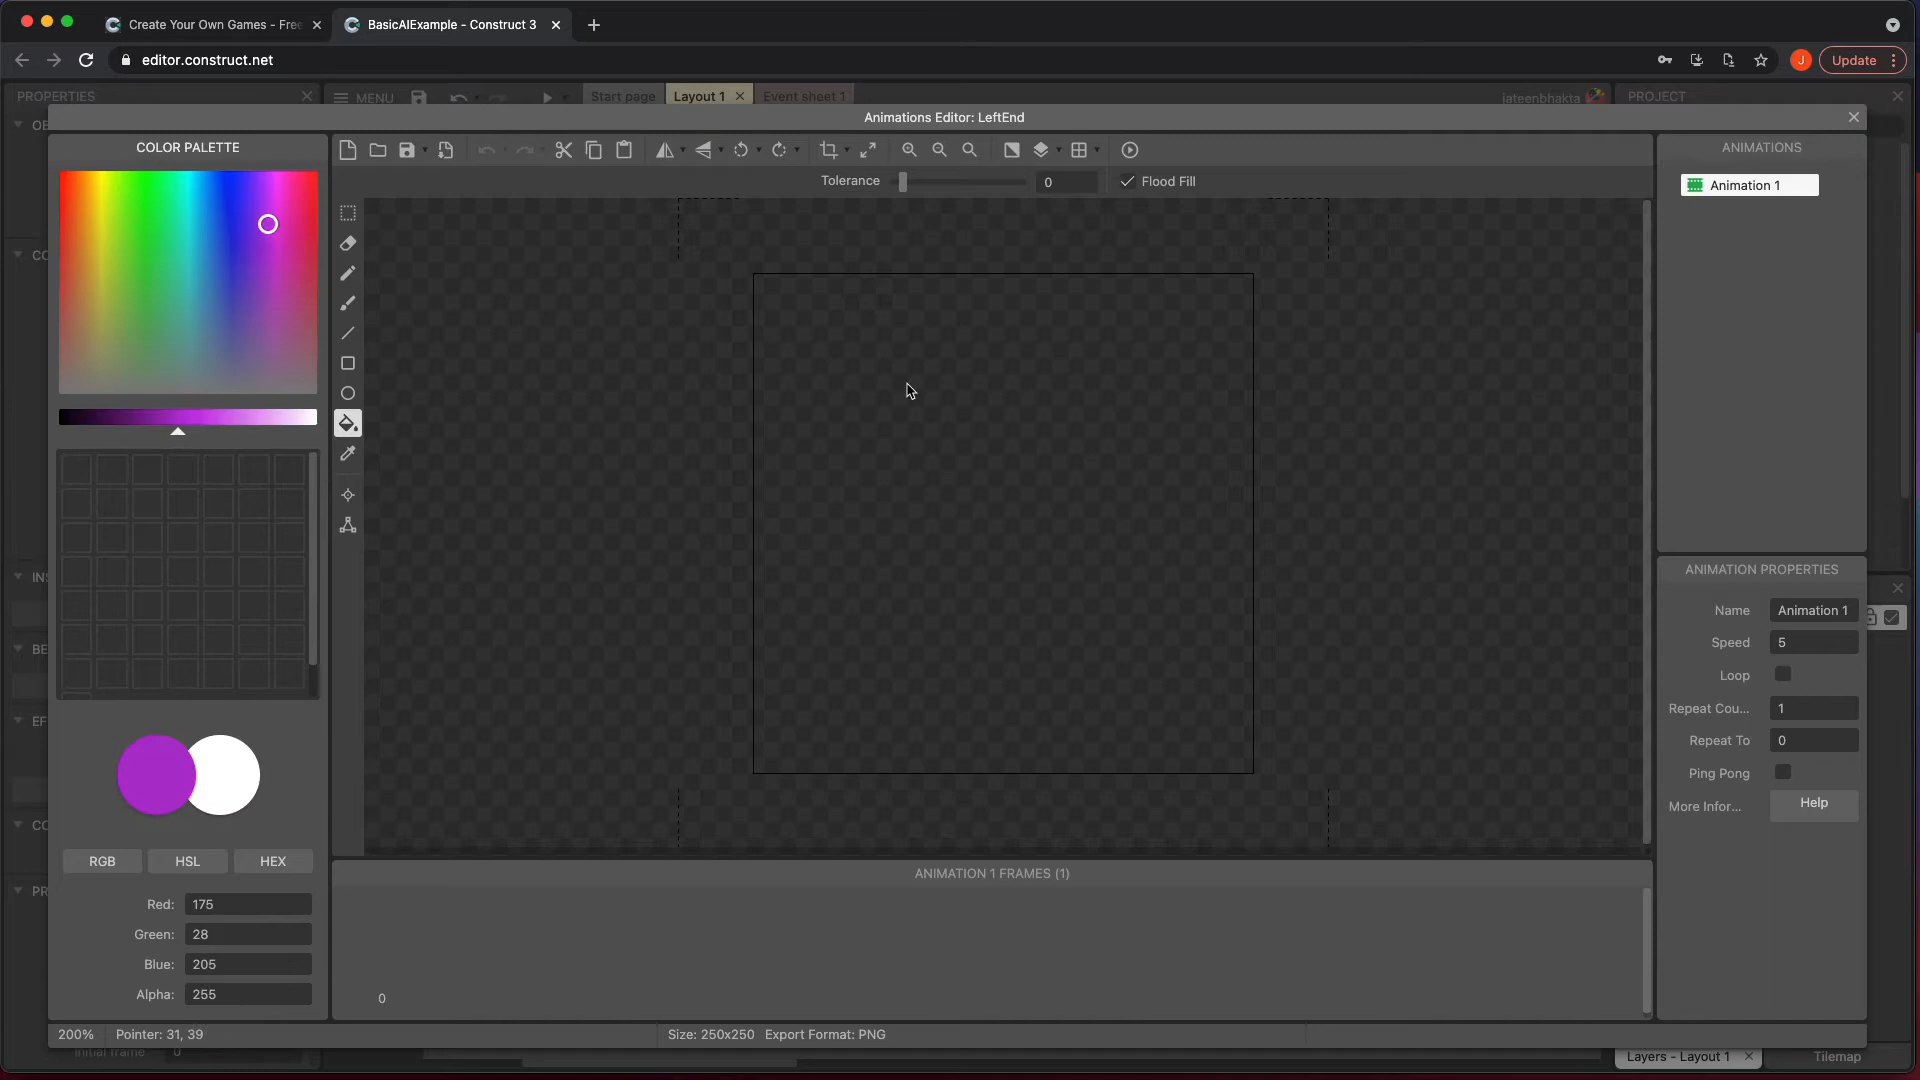 Create Your Own Games - Free
BasicAIExample - Construct 3
editor.construct.net
J
Update
PROPERTIES
MENU
Start page
Layout 1
Event sheet 1
jateenbhakta
PROJECT
Animations Editor: LeftEnd
COLOR PALETTE
ANIMATIONS
Tolerance
0
Flood Fill
Animation 1
ANIMATION PROPERTIES
Name
Animation 1
Speed
5
Loop
Repeat Cou...
1
Repeat To
0
Ping Pong
More Infor...
Help
RGB
HSL
HEX
Red:
175
Green:
28
Blue:
205
Alpha:
255
ANIMATION 1 FRAMES (1)
0
200%
Pointer: 31, 39
Size: 250x250
Export Format: PNG
Initial frame
0
Layers - Layout 1
Tilemap